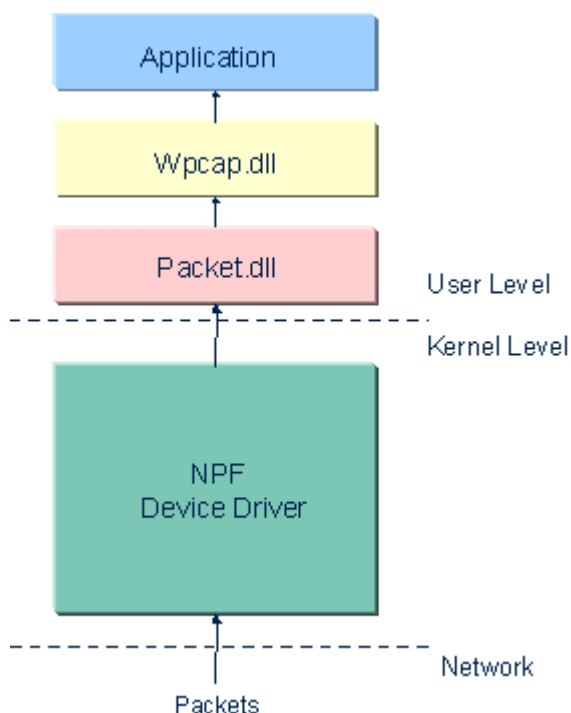 Application
Wpcap.dll
Packet.dll
User Level
Kernel Level
NPF
Device Driver
Network
Packets